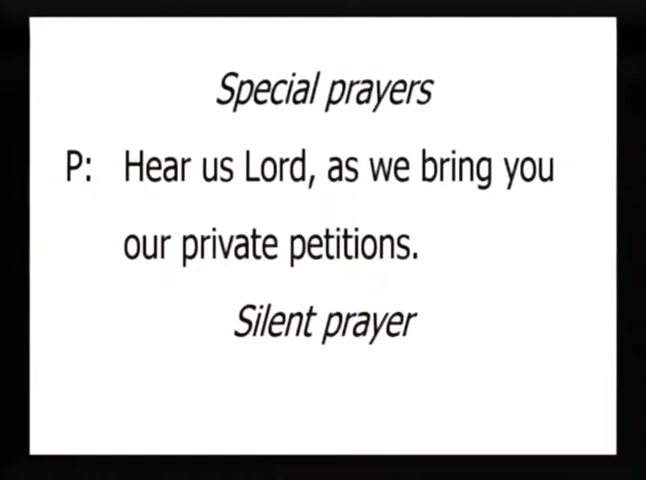 Special prayers
P: Hear us Lord, as we bring you
our private petitions.
Silent prayer